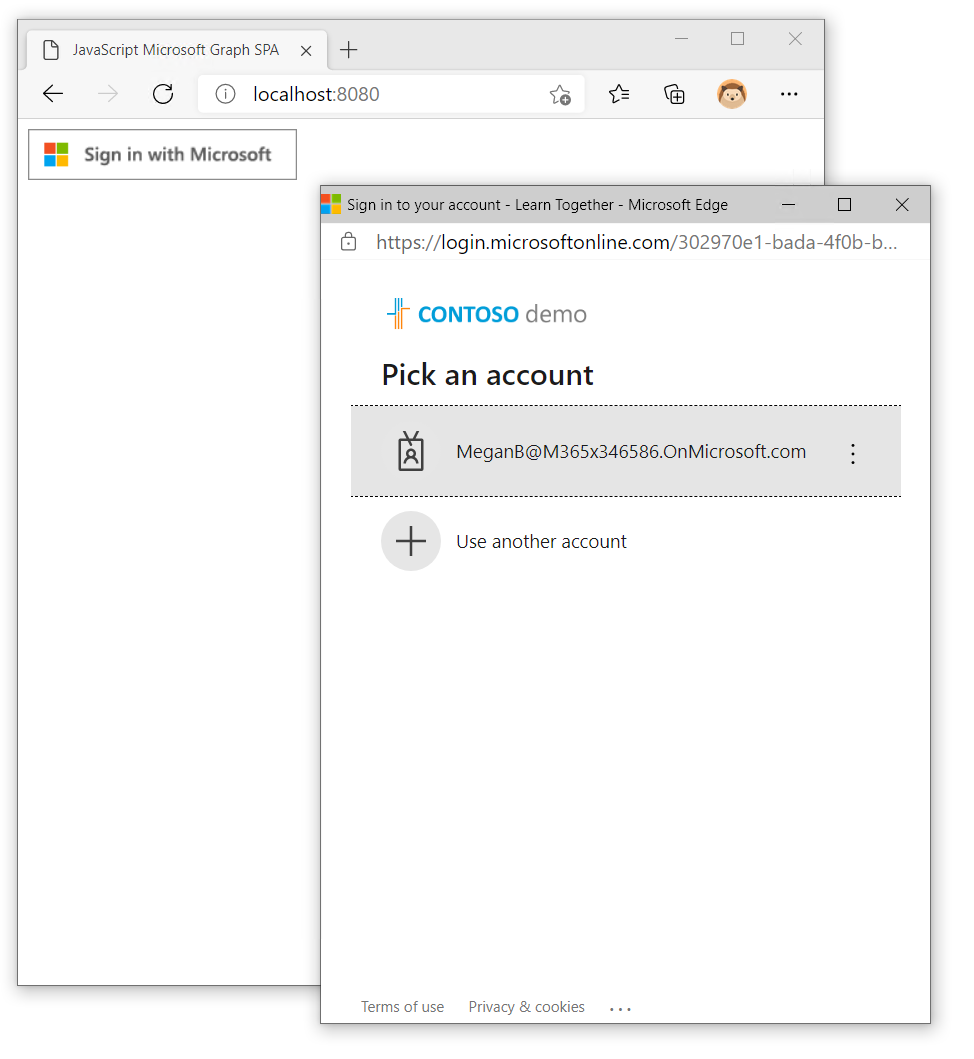 JavaScript Microsoft Graph SPA
localhost:8080
Sign in with Microsoft
Sign in to your account - Learn Together - Microsoft Edge
https://login.microsoftonline.com/302970e1-bada-4f0b-b...
CONTOSO demo
Pick an account
MeganB@M365x346586.OnMicrosoft.com
Use another account
Terms of use Privacy & cookies ...